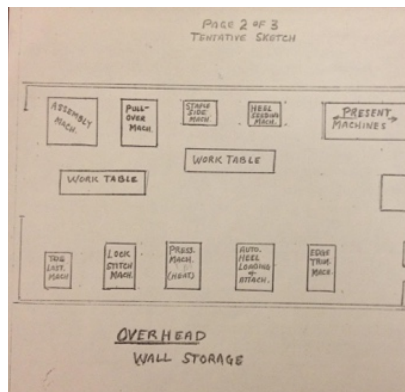 PAGE 2 OF 3
TENTATIVE SKETCH
ASSEMBLY
MACH.
PULL-
OVER
MACH.
STAPLE
SIDE
MACH.
HEEL
SEATING
MACH.
PRESENT
MACHINES
WORK TABLE
WORK TABLE
TOE
LAST.
MACH
LOCK
STITCH
MACH.
PRESS.
MACH.
(HEAT)
AUTO.
HEEL
LOADING
+
ATTACH.
EDGE
TRIM.
MACH.
OVERHEAD
WALL STORAGE